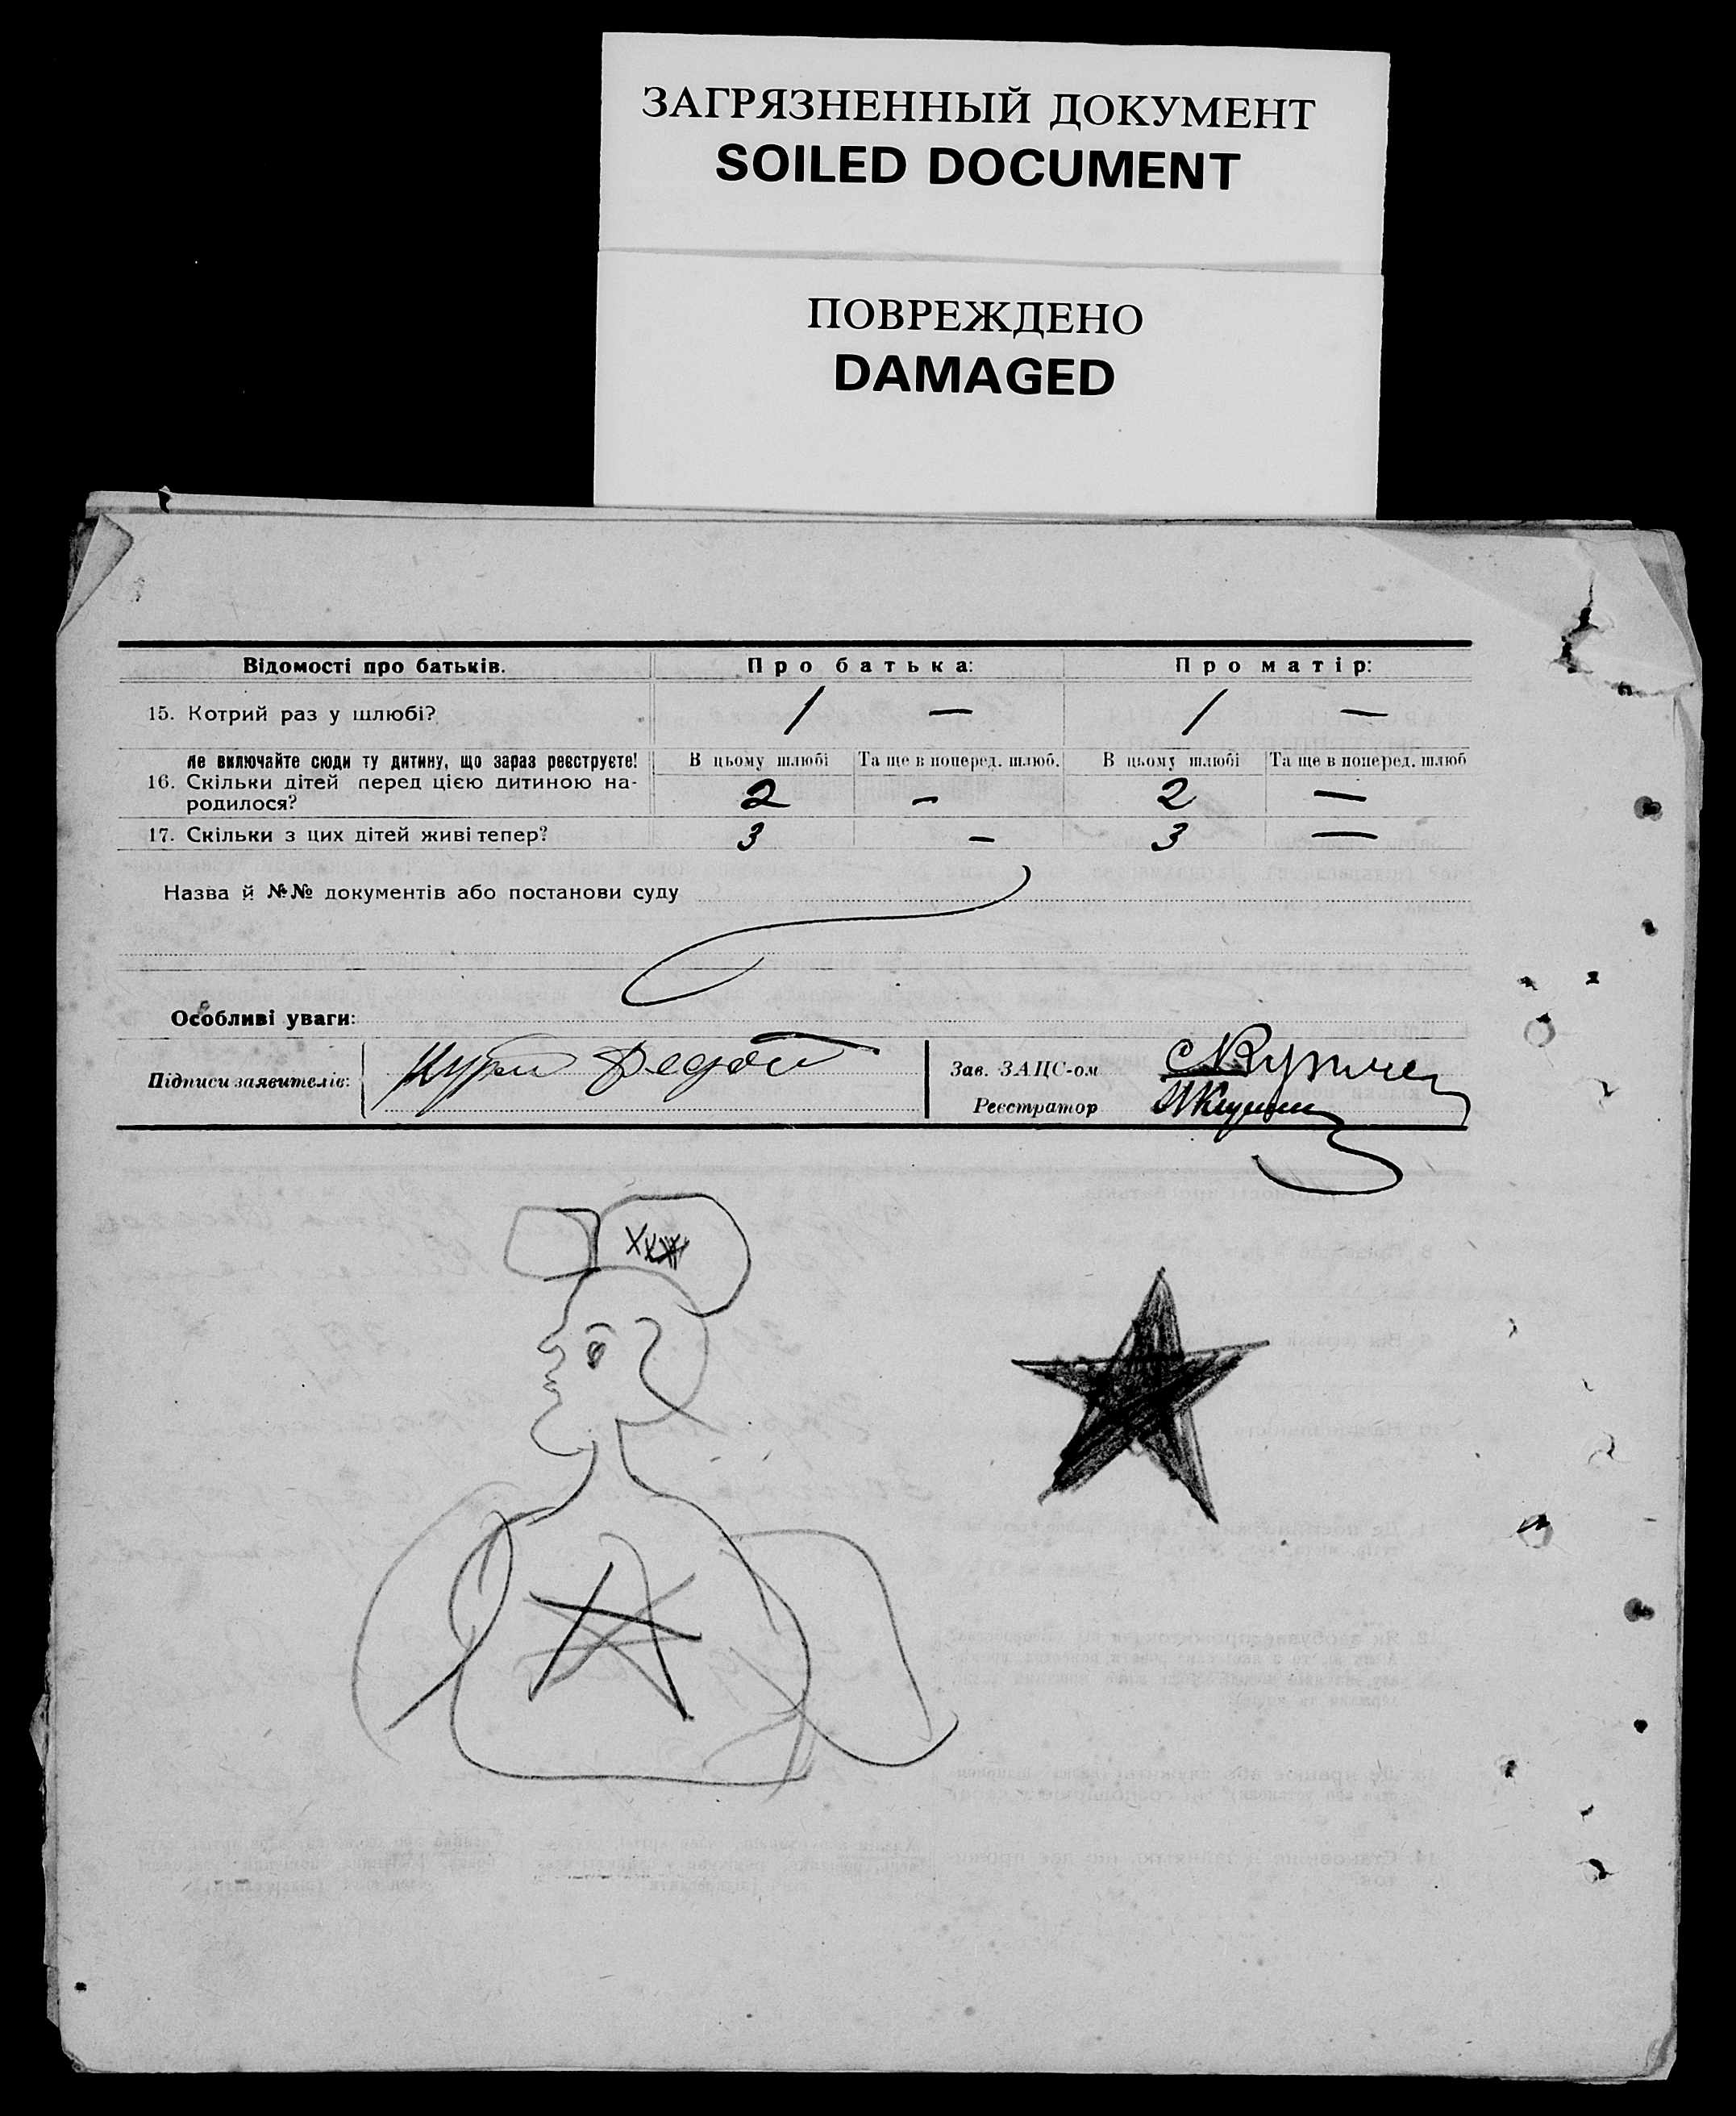 ЗАГРЯЗНЕННЫЙ ДОКУМЕНТ
SOILED DOCUMENT
ПОВРЕЖДЕНО
DAMAGED
Відомості про батьків. Про батька: Про матір:
15. Котрий раз у шлюбі? 1 — 1 —
Не включайте сюди ту дитину, що зараз реєструєте! В цьому шлюбі Та ще в поперед. шлюб. В цьому шлюбі Та ще в поперед. шлюб
16. Скільки дітей перед цією дитиною на-
родилося? 2 - 2 —
17. Скільки з цих дітей живі тепер? 3 - 3 —
Назва й №№ документів або постанови суду
Особливі уваги:
Підписи заявителів: Федот Зав. ЗАЦС-ом
Реєстратор